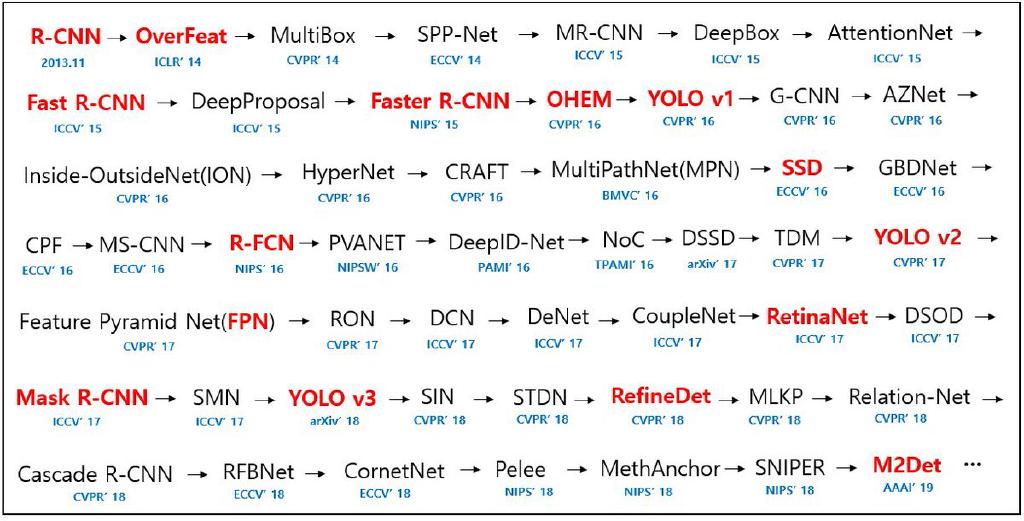 R-CNN → OverFeat → MultiBox → SPP-Net → MR-CNN → DeepBox → AttentionNet →
2013.11 ICLR' 14 CVPR' 14 ECCV' 14 ICCV' 15 ICCV' 15 ICCV' 15
Fast R-CNN → DeepProposal → Faster R-CNN → OHEM → YOLO v1 → G-CNN → AZNet →
ICCV' 15 ICCV' 15 NIPS' 15 CVPR' 16 CVPR' 16 CVPR' 16 CVPR' 16
Inside-OutsideNet(ION) → HyperNet → CRAFT → MultiPathNet(MPN) → SSD → GBDNet →
CVPR' 16 CVPR' 16 CVPR' 16 BMVC' 16 ECCV' 16 ECCV' 16
CPF → MS-CNN → R-FCN → PVANET → DeepID-Net → NoC → DSSD → TDM → YOLO v2 →
ECCV' 16 ECCV' 16 NIPS' 16 NIPSW' 16 PAMI' 16 TPAMI' 16 arXiv' 17 CVPR' 17 CVPR' 17
Feature Pyramid Net(FPN) → RON → DCN → DeNet → CoupleNet → RetinaNet → DSOD →
CVPR' 17 CVPR' 17 ICCV' 17 ICCV' 17 ICCV' 17 ICCV' 17 ICCV' 17
Mask R-CNN → SMN → YOLO v3 → SIN → STDN → RefineDet → MLKP → Relation-Net →
ICCV' 17 ICCV' 17 arXiv' 18 CVPR' 18 CVPR' 18 CVPR' 18 CVPR' 18 CVPR' 18
Cascade R-CNN → RFBNet → CornetNet → Pelee → MethAnchor → SNIPER → M2Det ···
CVPR' 18 ECCV' 18 ECCV' 18 NIPS' 18 NIPS' 18 NIPS' 18 AAAI' 19